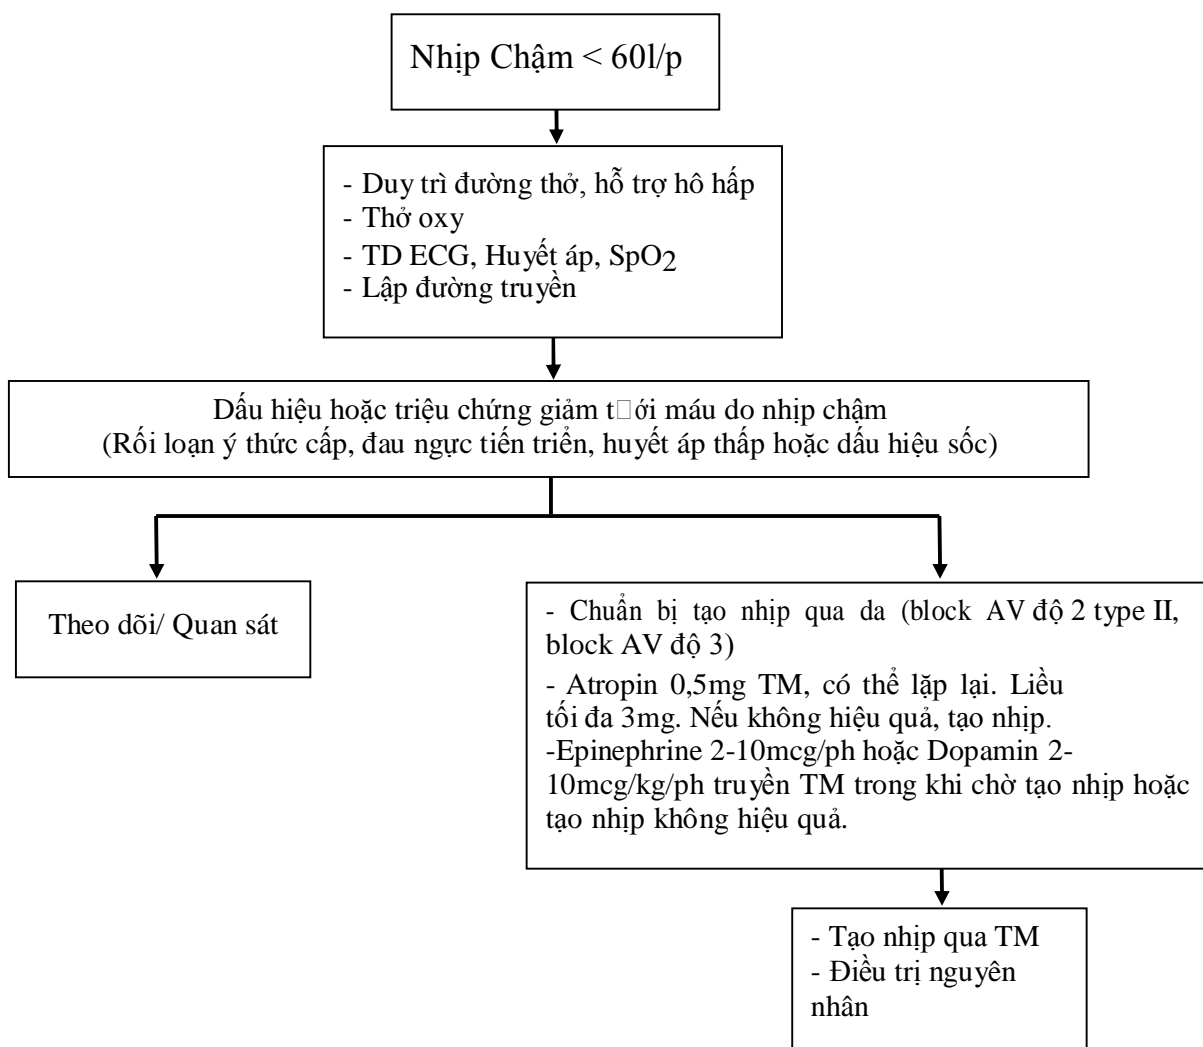 Nhịp Chậm < 60l/p
- Duy trì đường thở, hỗ trợ hô hấp
- Thở oxy
- TD ECG, Huyết áp, SpO2
- Lập đường truyền
Dấu hiệu hoặc triệu chứng giảm t□ới máu do nhịp chậm
(Rối loạn ý thức cấp, đau ngực tiến triển, huyết áp thấp hoặc dấu hiệu sốc)
Theo dõi/ Quan sát
- Chuẩn bị tạo nhịp qua da (block AV độ 2 type II,
block AV độ 3)
- Atropin 0,5mg TM, có thể lặp lại. Liều
tối đa 3mg. Nếu không hiệu quả, tạo nhịp.
-Epinephrine 2-10mcg/ph hoặc Dopamin 2-
10mcg/kg/ph truyền TM trong khi chờ tạo nhịp hoặc
tạo nhịp không hiệu quả.
- Tạo nhịp qua TM
- Điều trị nguyên
nhân